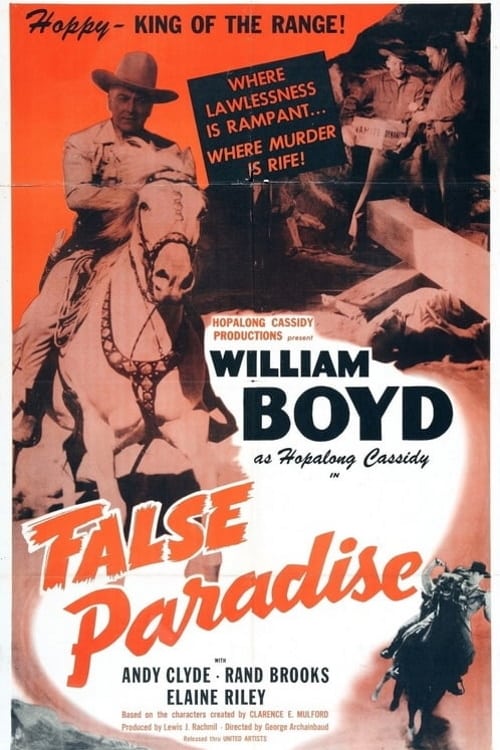 Hoppy- KING OF THE RANGE!
WHERE
LAWLESSNESS
IS RAMPANT...
WHERE MURDER
IS RIFE!
HOPALONG CASSIDY
PRODUCTIONS present
WILLIAM
BOYD
as Hopalong Cassidy
IN
FALSE
Paradise
WITH
ANDY CLYDE · RAND BROOKS
ELAINE RILEY
Based on the characters created by CLARENCE E. MULFORD
Produced by Lewis J. Rachmil · Directed by George Archainbaud
Released thru UNITED ARTISTS